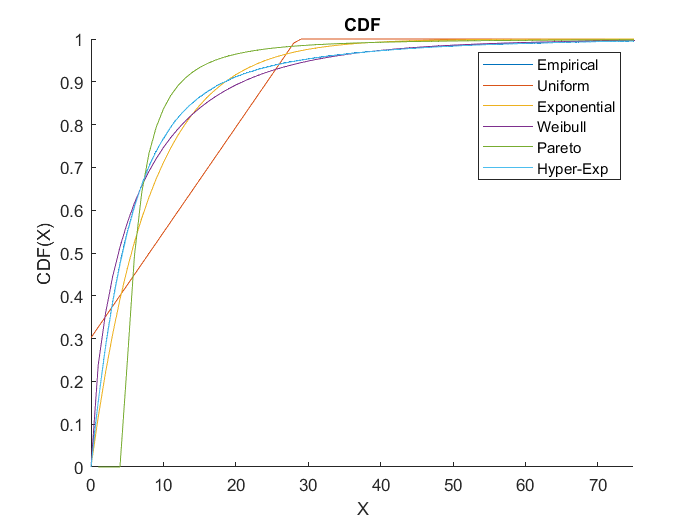 CDF
1
0.9
0.8
0.7
0.6
0.5
0.4
0.3
0.2
0.1
0
CDF(X)
Empirical
Uniform
Exponential
Weibull
Pareto
Hyper-Exp
0 10 20 30 40 50 60 70
X